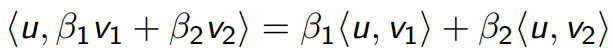 ⟨u, β₁v₁ + β₂v₂⟩ = β₁⟨u, v₁⟩ + β₂⟨u, v₂⟩